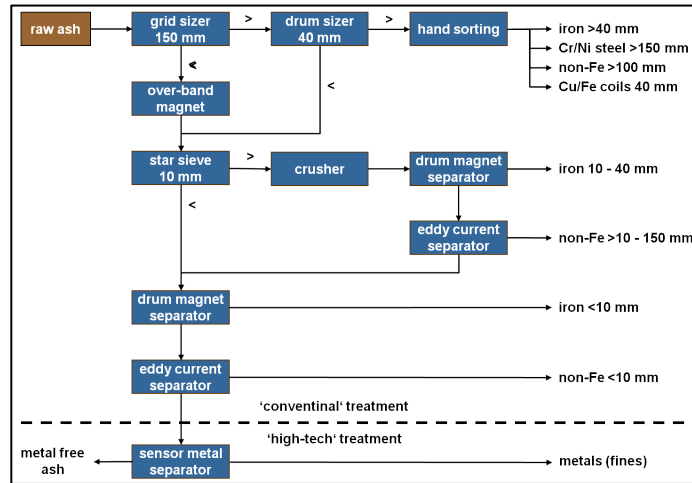 raw ash
grid sizer
150 mm
>
drum sizer
40 mm
>
hand sorting
iron >40 mm
Cr/Ni steel >150 mm
non-Fe >100 mm
Cu/Fe coils 40 mm
<
over-band
magnet
<
star sieve
10 mm
>
crusher
drum magnet
separator
iron 10 - 40 mm
<
eddy current
separator
non-Fe >10 - 150 mm
drum magnet
separator
iron <10 mm
eddy current
separator
non-Fe <10 mm
'conventinal' treatment
'high-tech' treatment
metal free
ash
sensor metal
separator
metals (fines)